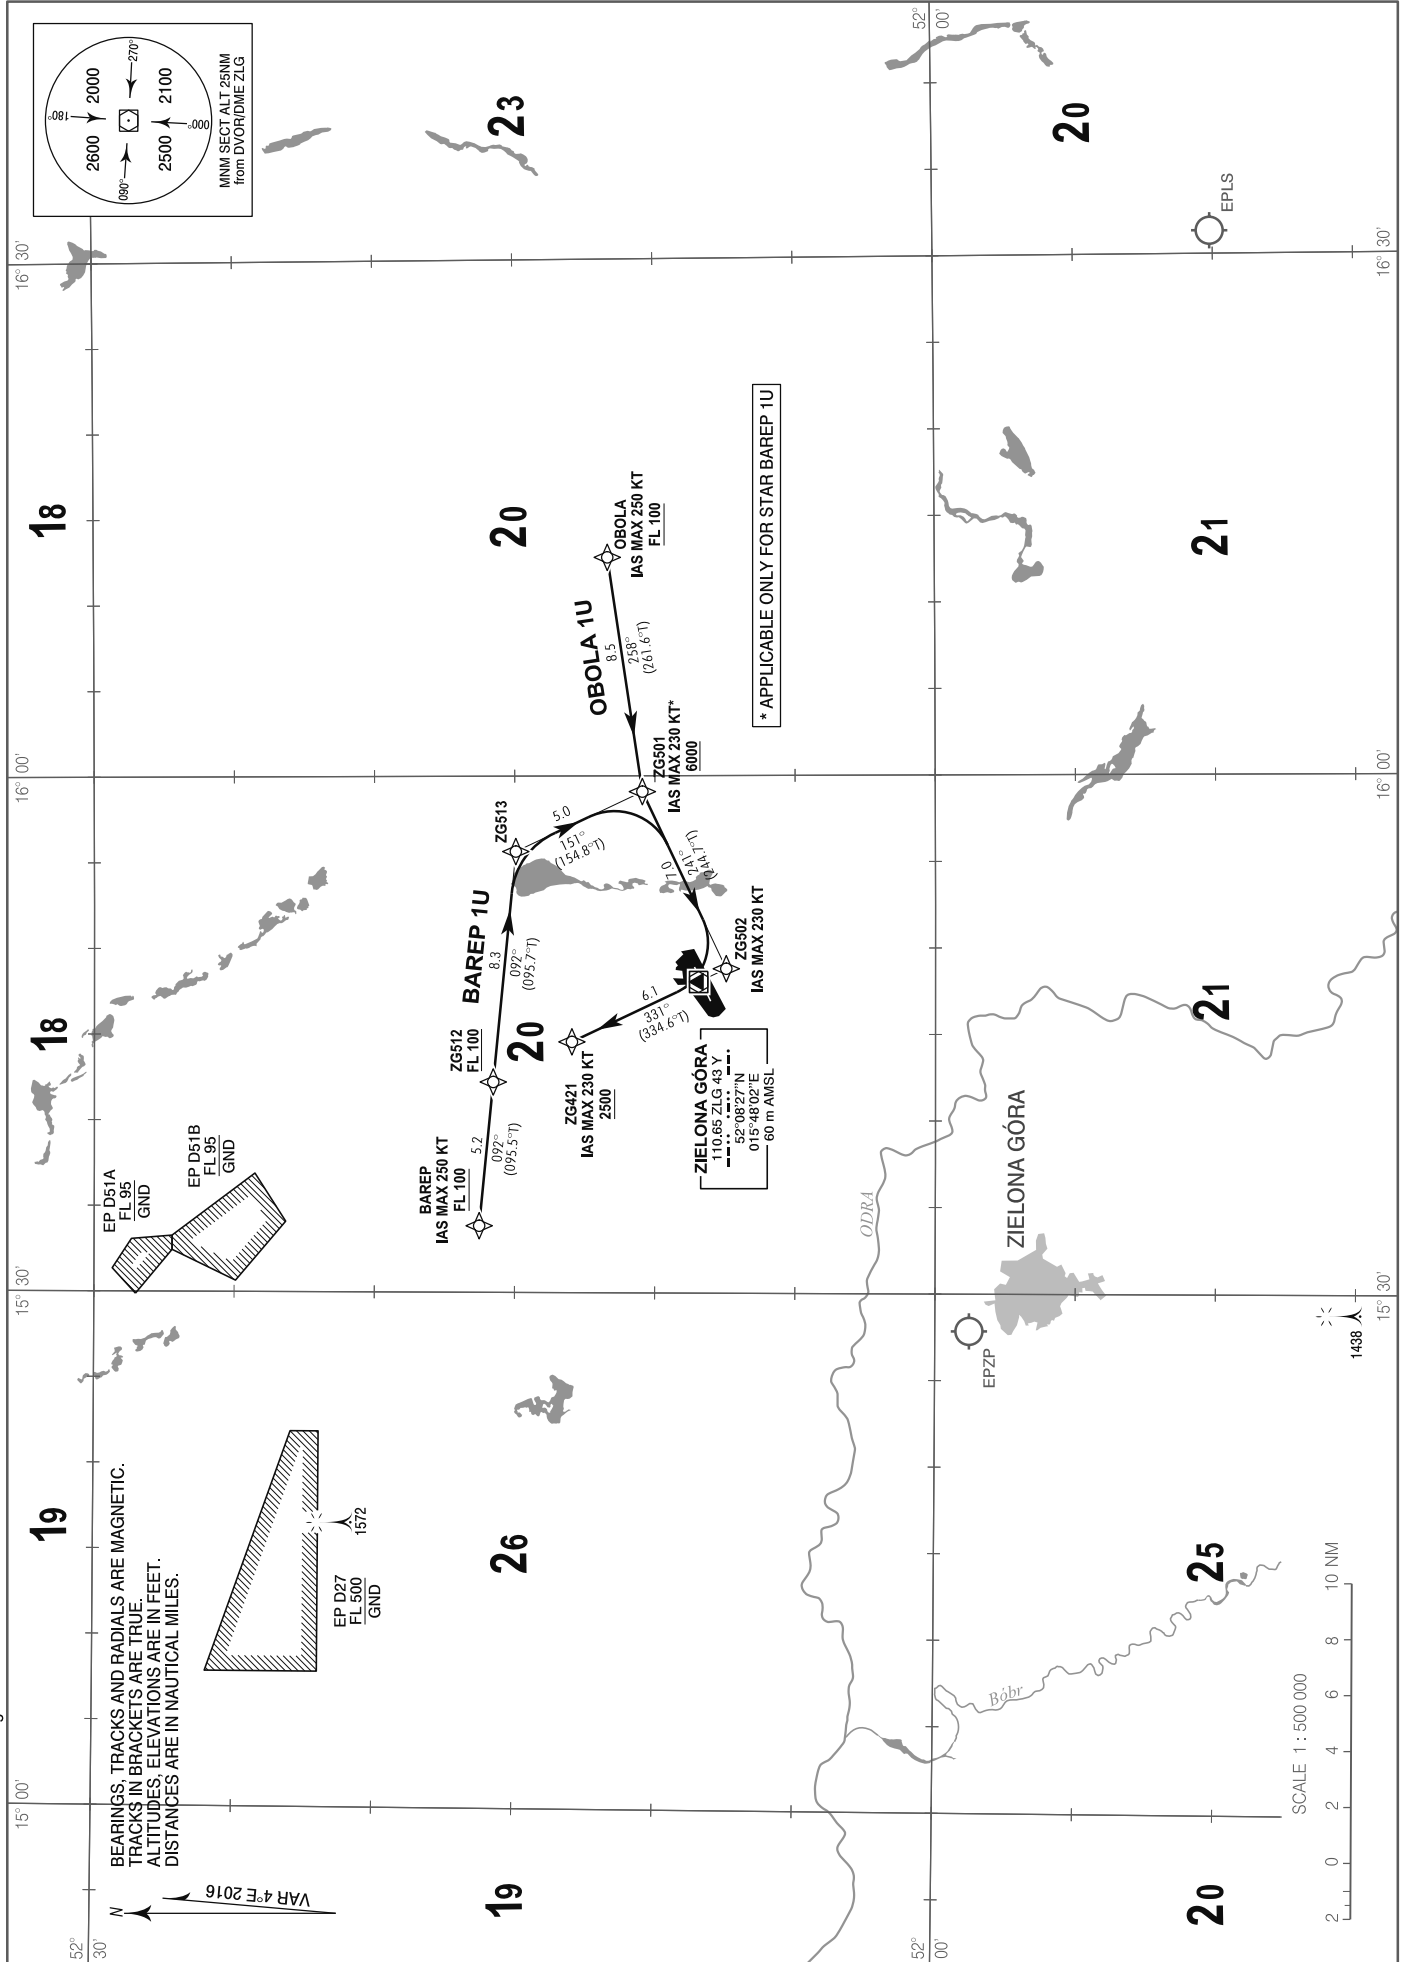 52°
30'
15° 00'
15° 30'
16° 00'
16° 30'
N
VAR 4°E 2016
BEARINGS, TRACKS AND RADIALS ARE MAGNETIC.
TRACKS IN BRACKETS ARE TRUE.
ALTITUDES, ELEVATIONS ARE IN FEET.
DISTANCES ARE IN NAUTICAL MILES.
19
18
18
090°
180°
270°
000°
2600
2000
2500
2100
MNM SECT ALT 25NM
from DVOR/DME ZLG
EP D51A
FL 95
GND
EP D51B
FL 95
GND
EP D27
FL 500
GND
1572
19
26
20
20
23
BAREP
IAS MAX 250 KT
FL 100
5.2
092°
(095.5°T)
ZG512
FL 100
BAREP 1U
8.3
092°
(095.7°T)
ZG513
5.0
151°
(154.8°T)
OBOLA 1U
8.5
258°
(261.6°T)
OBOLA
IAS MAX 250 KT
FL 100
ZG501
IAS MAX 230 KT*
6000
7.0
241°
(244.7°T)
ZG502
IAS MAX 230 KT
6.1
331°
(334.6°T)
ZG421
IAS MAX 230 KT
2500
ZIELONA GÓRA
110.65 ZLG 43 Y
52°08'27"N
015°48'02"E
60 m AMSL
* APPLICABLE ONLY FOR STAR BAREP 1U
ODRA
52°
00'
52°
00'
EPZP
ZIELONA GÓRA
Bóbr
EPLS
20
25
21
21
20
1438
SCALE 1 : 500 000
2 0 2 4 6 8 10 NM
15° 30'
16° 00'
16° 30'